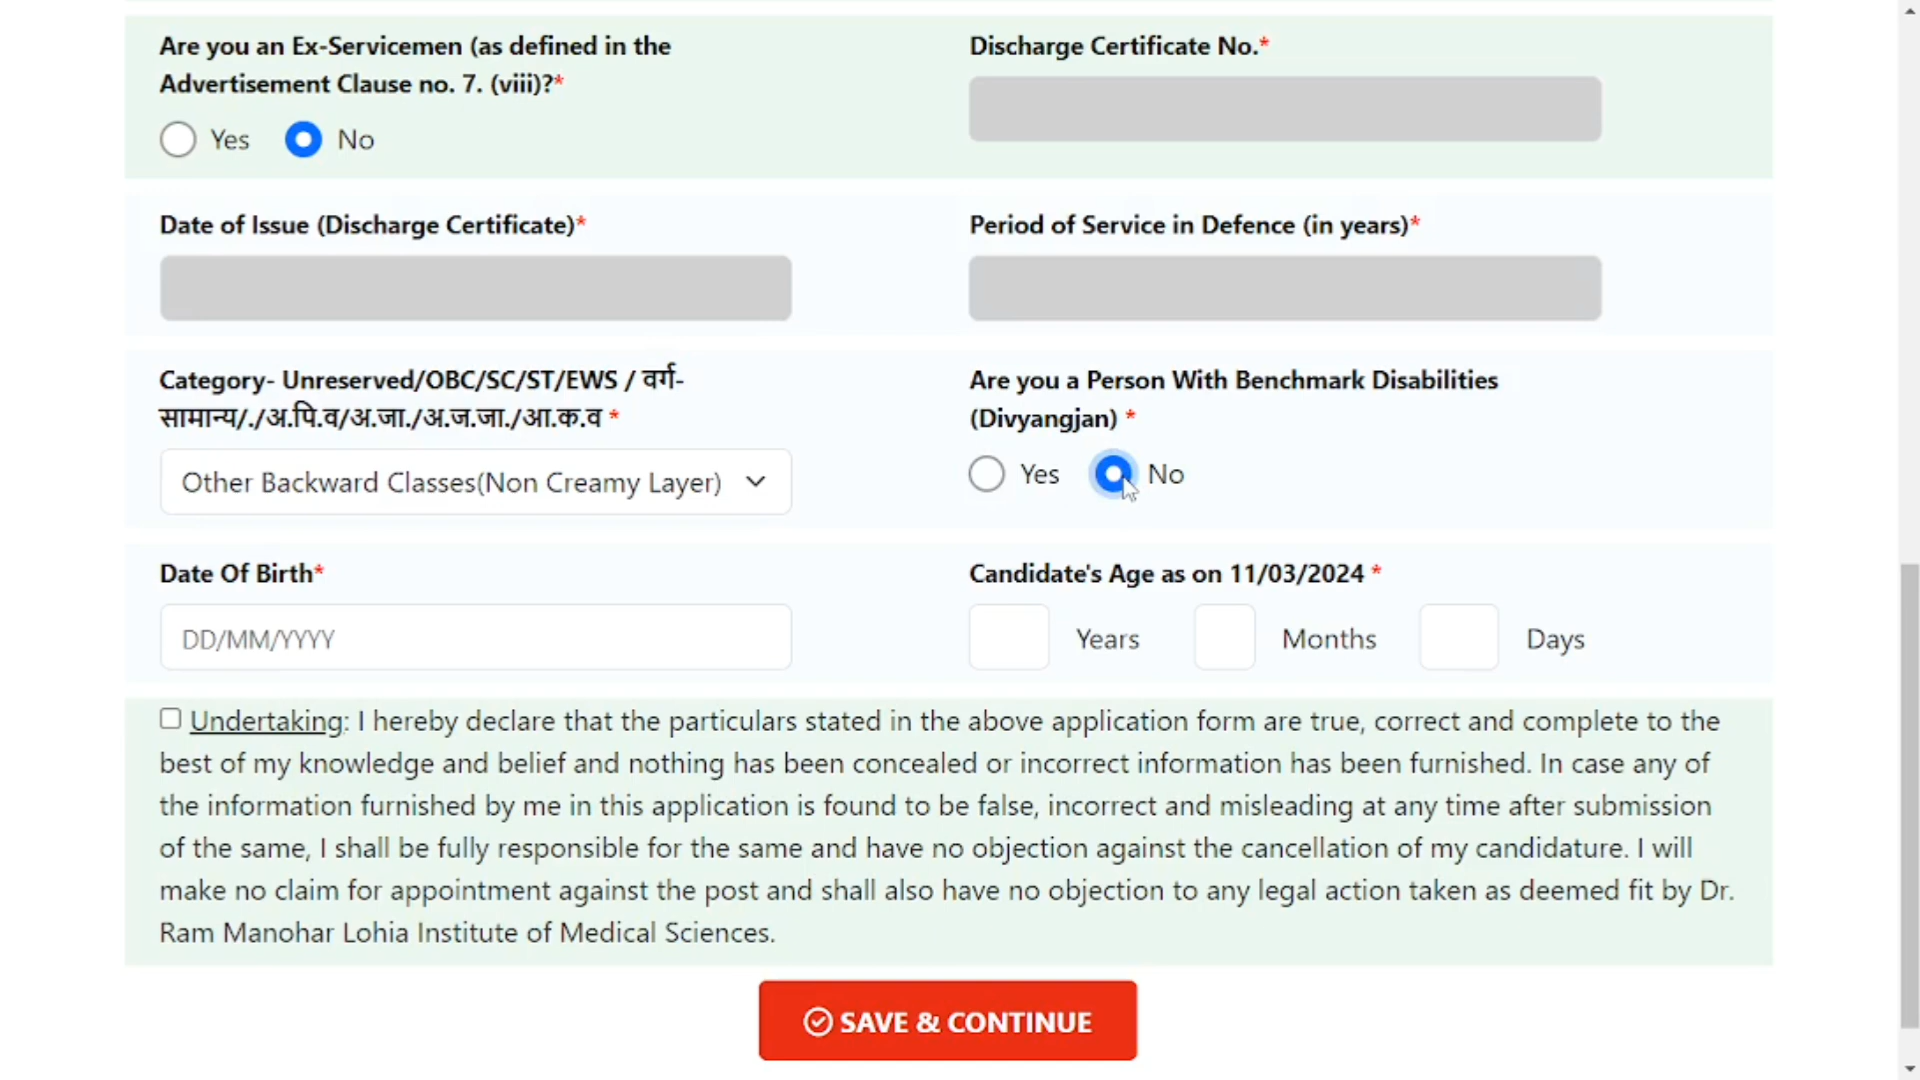 Are you an Ex-Servicemen (as defined in the
Advertisement Clause no. 7. (viii)?*
Yes No
Discharge Certificate No.*
Date of Issue (Discharge Certificate)*
Period of Service in Defence (in years)*
Category- Unreserved/OBC/SC/ST/EWS / वर्ग-
सामान्य/./अ.पि.व/अ.जा./अ.ज.जा./आ.क.व *
Other Backward Classes(Non Creamy Layer)
Are you a Person With Benchmark Disabilities
(Divyangjan) *
Yes No
Date Of Birth*
DD/MM/YYYY
Candidate's Age as on 11/03/2024 *
Years Months Days
Undertaking: I hereby declare that the particulars stated in the above application form are true, correct and complete to the
best of my knowledge and belief and nothing has been concealed or incorrect information has been furnished. In case any of
the information furnished by me in this application is found to be false, incorrect and misleading at any time after submission
of the same, I shall be fully responsible for the same and have no objection against the cancellation of my candidature. I will
make no claim for appointment against the post and shall also have no objection to any legal action taken as deemed fit by Dr.
Ram Manohar Lohia Institute of Medical Sciences.
SAVE & CONTINUE